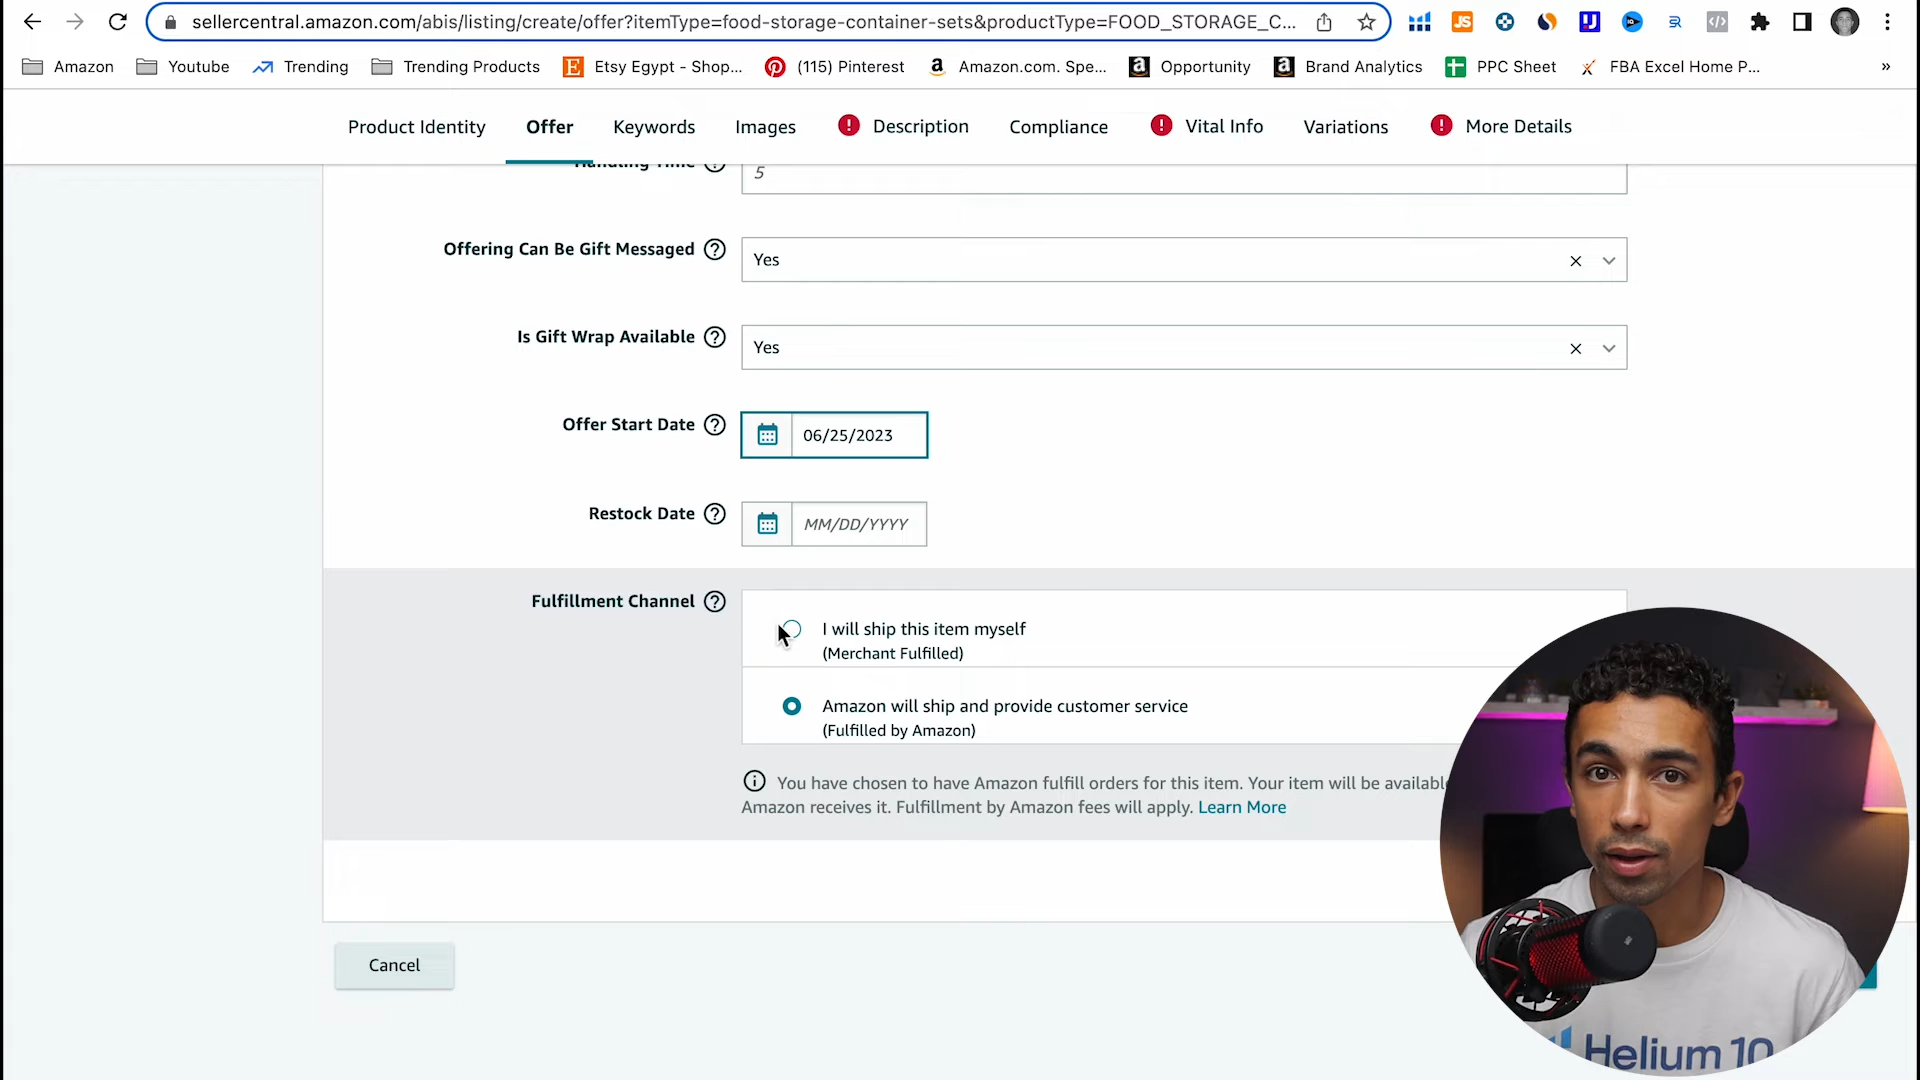 sellercentral.amazon.com/abis/listing/create/offer?itemType=food-storage-container-sets&productType=FOOD_STORAGE_C...
Amazon Youtube Trending Trending Products Etsy Egypt - Shop... (115) Pinterest Amazon.com. Spe... Opportunity Brand Analytics PPC Sheet FBA Excel Home P... »
Product Identity Offer Keywords Images Description Compliance Vital Info Variations More Details
Handling Time 5
Offering Can Be Gift Messaged Yes
Is Gift Wrap Available Yes
Offer Start Date 06/25/2023
Restock Date MM/DD/YYYY
Fulfillment Channel I will ship this item myself
(Merchant Fulfilled)
Amazon will ship and provide customer service
(Fulfilled by Amazon)
You have chosen to have Amazon fulfill orders for this item. Your item will be
Amazon receives it. Fulfillment by Amazon fees will apply. Learn More
Cancel
Helium 10